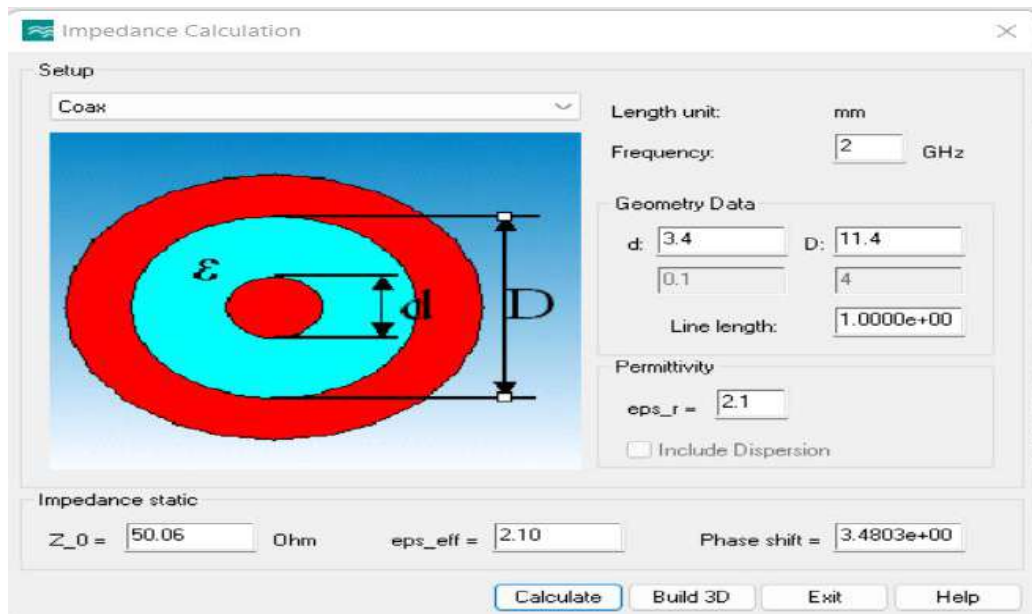 Impedance Calculation
Setup
Coax
Length unit: mm
Frequency: 2 GHz
ε
d
D
Geometry Data
d: 3.4 D: 11.4
0.1 4
Line length: 1.0000e+00
Permittivity
eps_r = 2.1
Include Dispersion
Impedance static
Z_0 = 50.06 Ohm eps_eff = 2.10 Phase shift = 3.4803e+00
Calculate Build 3D Exit Help